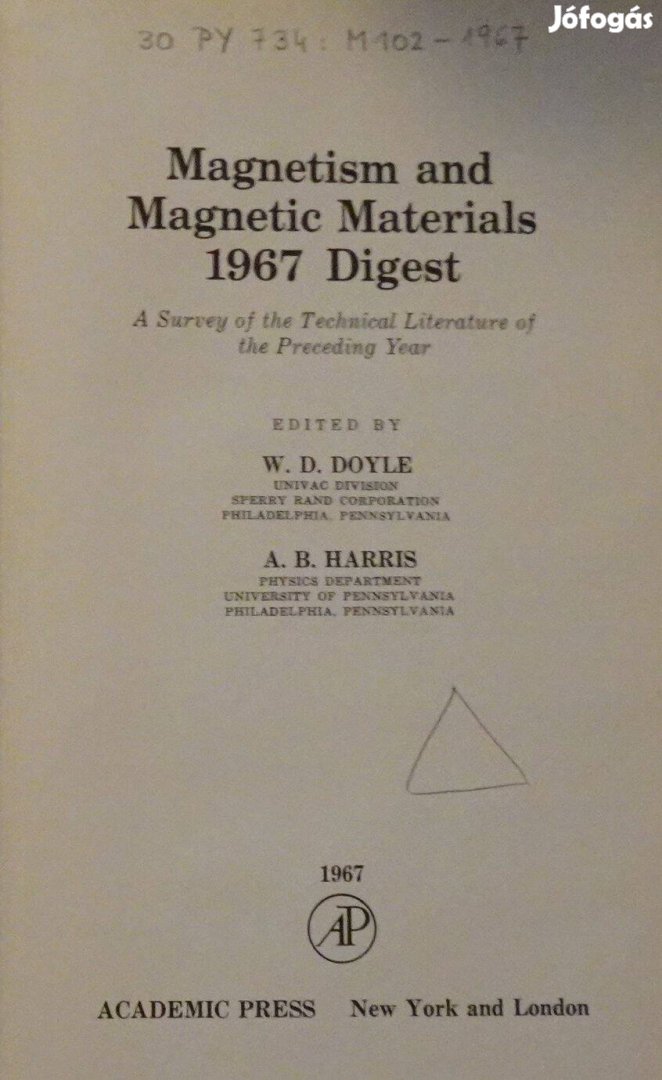 Jófogás
30 PY 734: M102-1967
Magnetism and
Magnetic Materials
1967 Digest
A Survey of the Technical Literature of
the Preceding Year
EDITED BY
W. D. DOYLE
UNIVAC DIVISION
SPERRY RAND CORPORATION
PHILADELPHIA, PENNSYLVANIA
A. B. HARRIS
PHYSICS DEPARTMENT
UNIVERSITY OF PENNSYLVANIA
PHILADELPHIA, PENNSYLVANIA
1967
AP
ACADEMIC PRESS New York and London